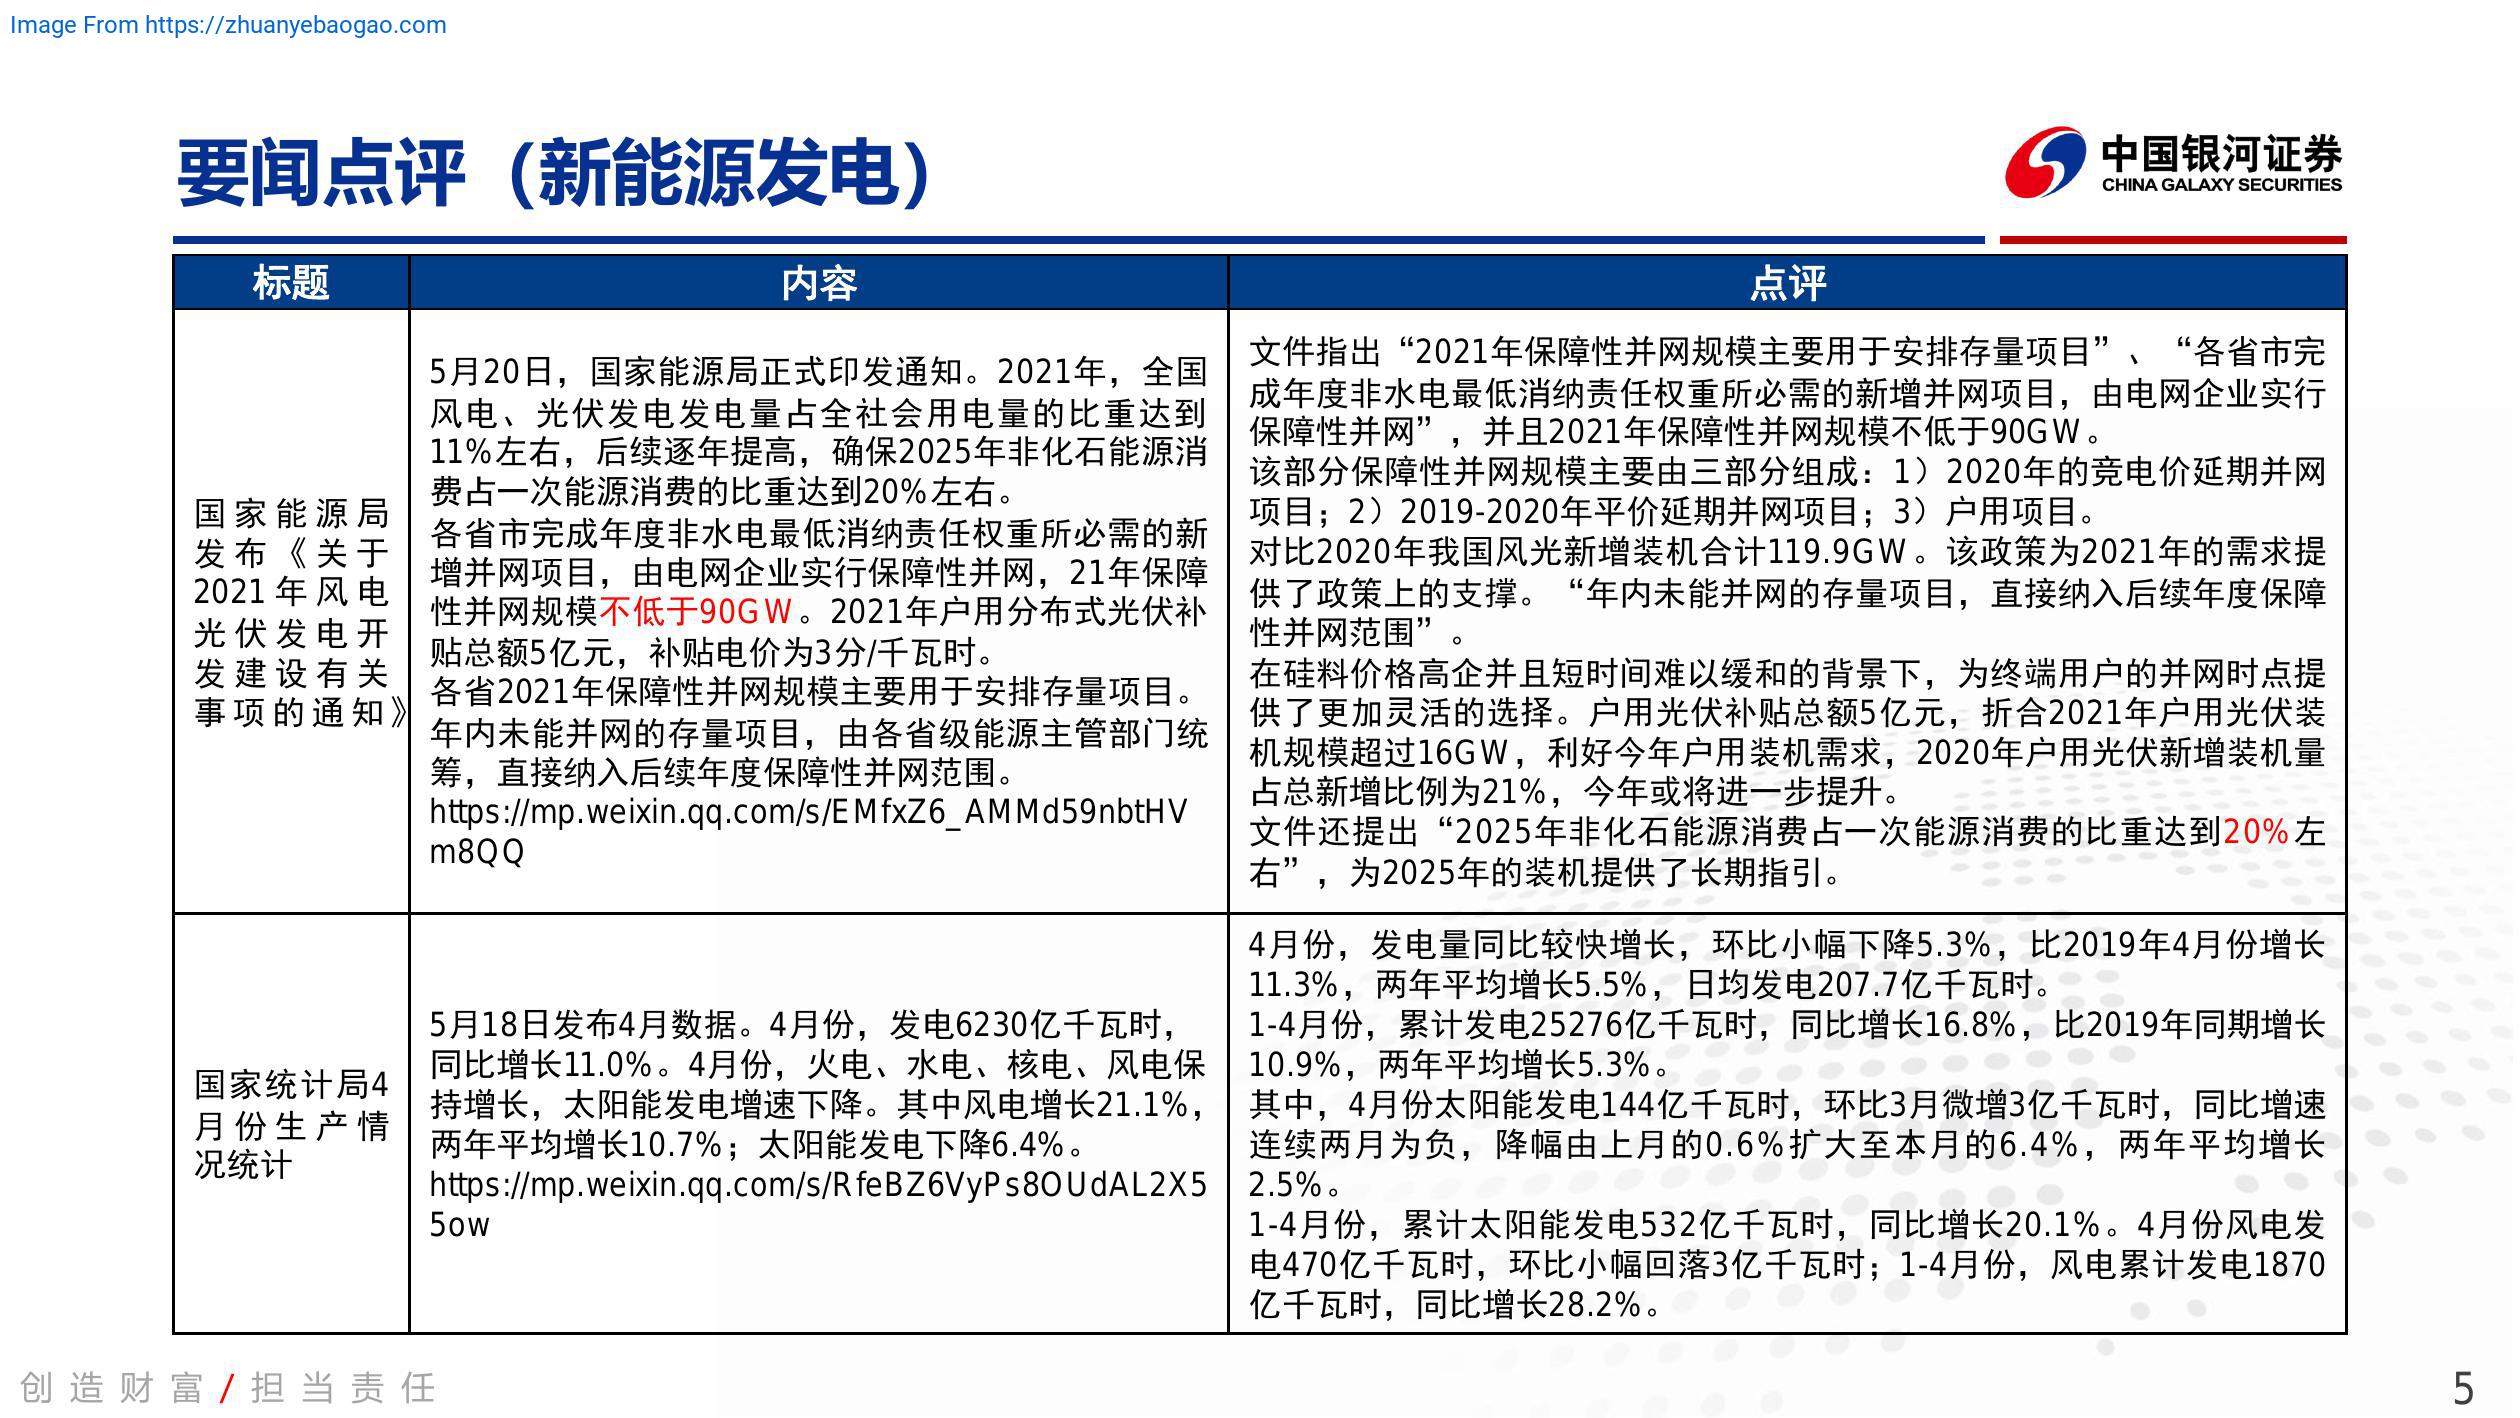 Image From https://zhuanyebaogao.com
要闻点评（新能源发电）
中国银河证券
CHINA GALAXY SECURITIES
标题
内容
点评
国家能源局
发布《关于
2021年风电
光伏发电开
发建设有关
事项的通知》
5月20日，国家能源局正式印发通知。2021年，全国
风电、光伏发电发电量占全社会用电量的比重达到
11%左右，后续逐年提高，确保2025年非化石能源消
费占一次能源消费的比重达到20%左右。
各省市完成年度非水电最低消纳责任权重所必需的新
增并网项目，由电网企业实行保障性并网，21年保障
性并网规模不低于90GW。2021年户用分布式光伏补
贴总额5亿元，补贴电价为3分/千瓦时。
各省2021年保障性并网规模主要用于安排存量项目。
年内未能并网的存量项目，由各省级能源主管部门统
筹，直接纳入后续年度保障性并网范围。
https://mp.weixin.qq.com/s/EMfxZ6_AMMd59nbtHV
m8QQ
文件指出“2021年保障性并网规模主要用于安排存量项目”、“各省市完
成年度非水电最低消纳责任权重所必需的新增并网项目，由电网企业实行
保障性并网”，并且2021年保障性并网规模不低于90GW。
该部分保障性并网规模主要由三部分组成：1）2020年的竞电价延期并网
项目；2）2019-2020年平价延期并网项目；3）户用项目。
对比2020年我国风光新增装机合计119.9GW。该政策为2021年的需求提
供了政策上的支撑。“年内未能并网的存量项目，直接纳入后续年度保障
性并网范围”。
在硅料价格高企并且短时间难以缓和的背景下，为终端用户的并网时点提
供了更加灵活的选择。户用光伏补贴总额5亿元，折合2021年户用光伏装
机规模超过16GW，利好今年户用装机需求，2020年户用光伏新增装机量
占总新增比例为21%，今年或将进一步提升。
文件还提出“2025年非化石能源消费占一次能源消费的比重达到20%左
右”，为2025年的装机提供了长期指引。
国家统计局4
月份生产情
况统计
5月18日发布4月数据。4月份，发电6230亿千瓦时，
同比增长11.0%。4月份，火电、水电、核电、风电保
持增长，太阳能发电增速下降。其中风电增长21.1%，
两年平均增长10.7%；太阳能发电下降6.4%。
https://mp.weixin.qq.com/s/RfeBZ6VyPs8OUdAL2X5
5ow
4月份，发电量同比较快增长，环比小幅下降5.3%，比2019年4月份增长
11.3%，两年平均增长5.5%，日均发电207.7亿千瓦时。
1-4月份，累计发电25276亿千瓦时，同比增长16.8%，比2019年同期增长
10.9%，两年平均增长5.3%。
其中，4月份太阳能发电144亿千瓦时，环比3月微增3亿千瓦时，同比增速
连续两月为负，降幅由上月的0.6%扩大至本月的6.4%，两年平均增长
2.5%。
1-4月份，累计太阳能发电532亿千瓦时，同比增长20.1%。4月份风电发
电470亿千瓦时，环比小幅回落3亿千瓦时；1-4月份，风电累计发电1870
亿千瓦时，同比增长28.2%。
创造财富/担当责任
5